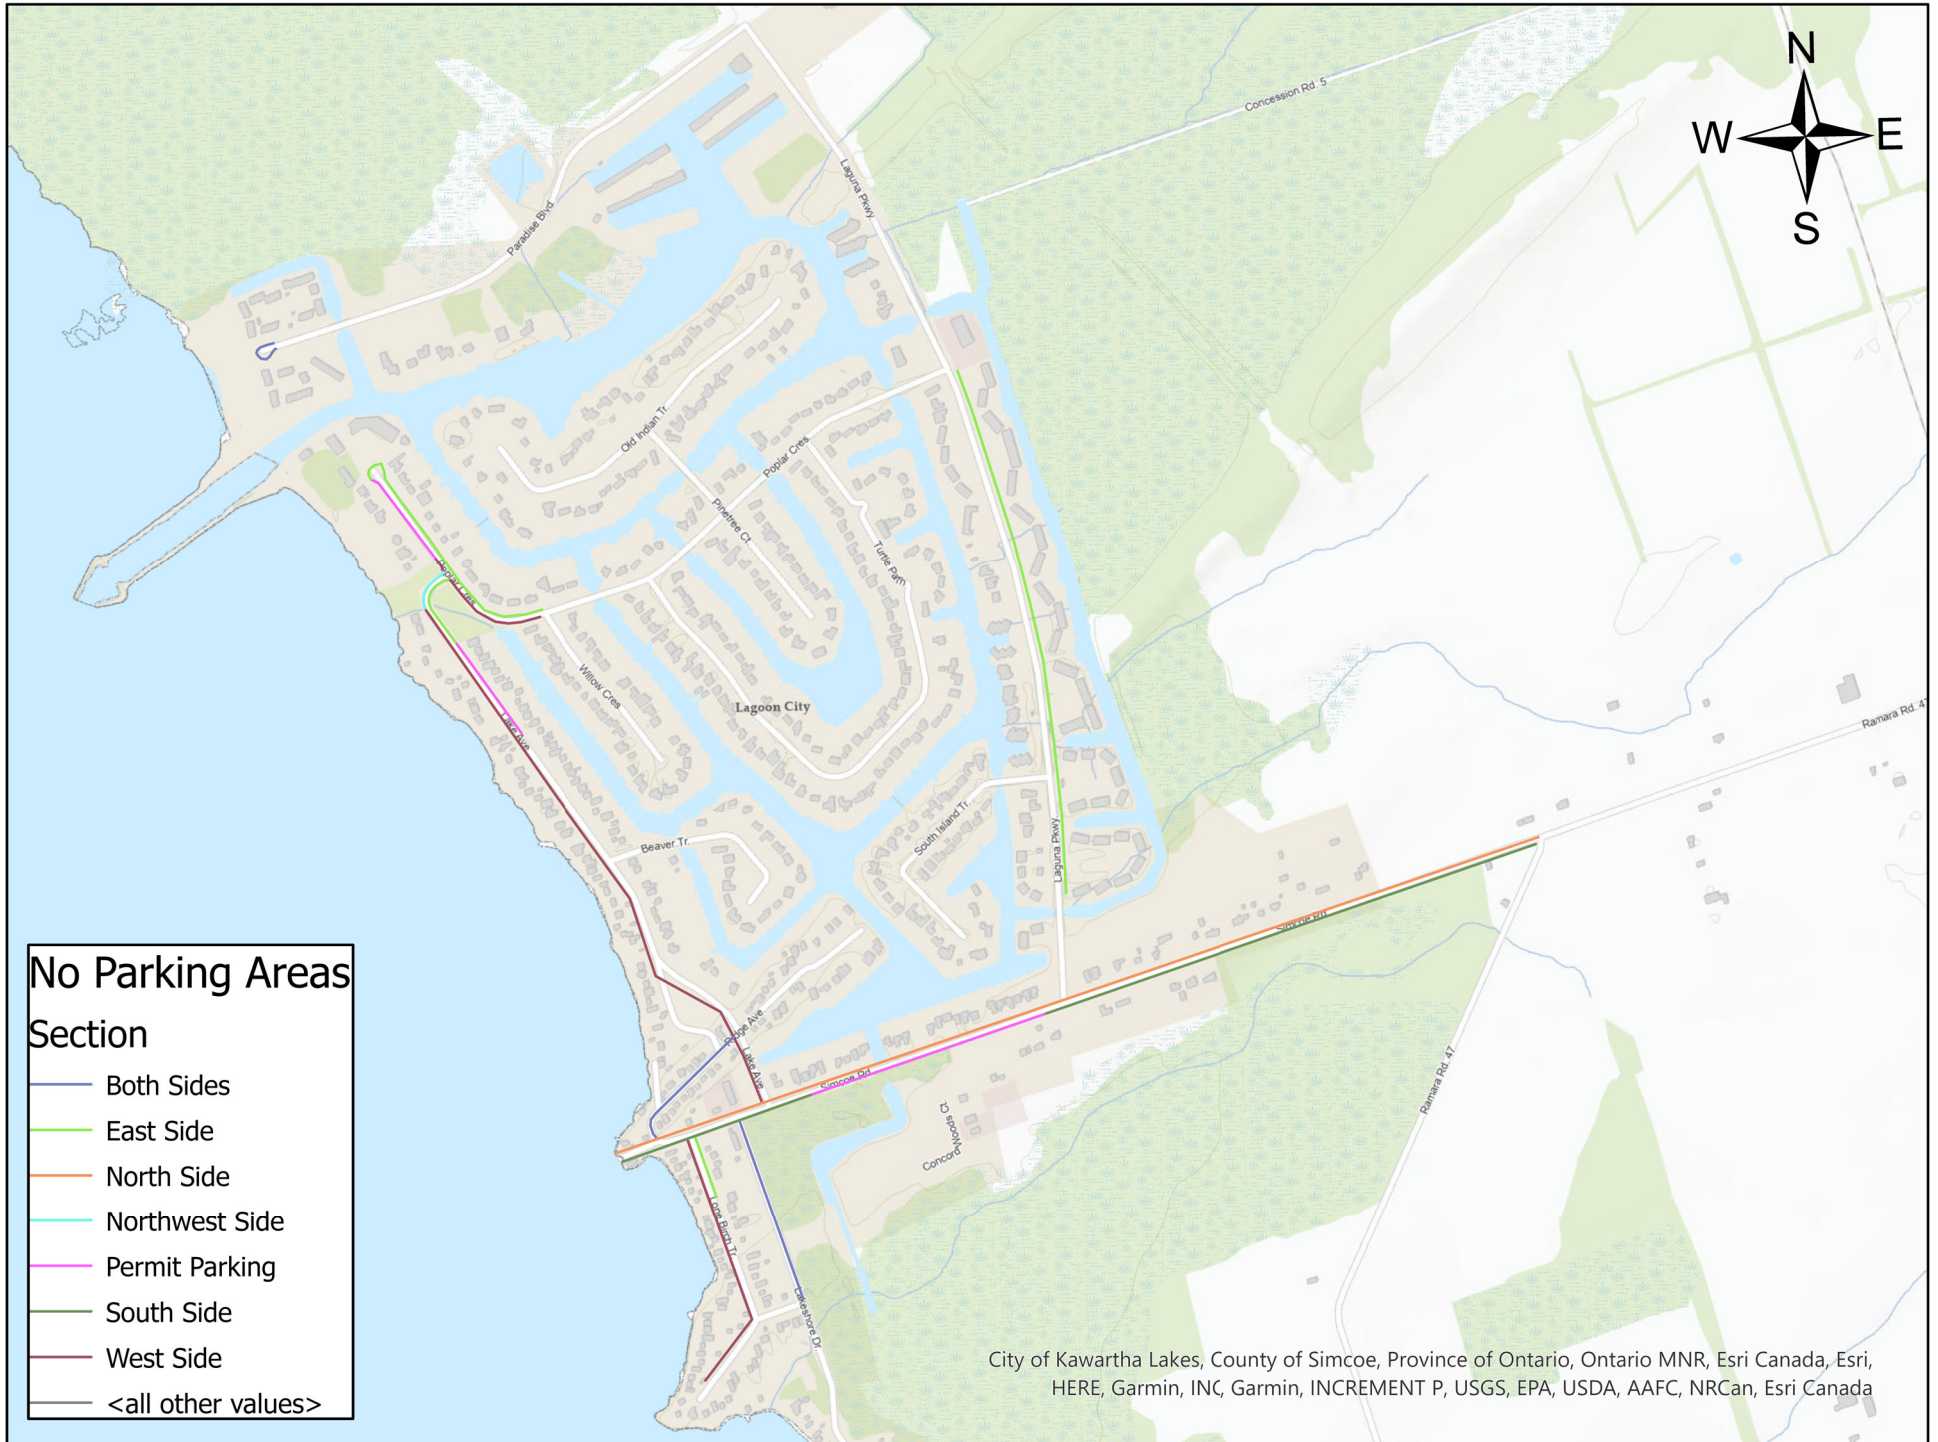 N
W
E
S
Concession Rd. 5
Laguna Pkwy.
Paradise Blvd.
Old Indian Tr.
Poplar Cres.
Pinetree Ct
Turtle Path
Poplar Cres.
Willow Cres.
Lagoon City
Lake Ave.
Ramara Rd. 47
South Island Tr.
Beaver Tr.
Laguna Pkwy.
Simcoe Rd.
Ridge Ave
Lake Ave.
Simcoe Rd.
Ramara Rd. 47
Concord Woods Ct.
Lone Birch Tr.
Lakeshore Dr.
No Parking Areas
Section
Both Sides
East Side
North Side
Northwest Side
Permit Parking
South Side
West Side
<all other values>
City of Kawartha Lakes, County of Simcoe, Province of Ontario, Ontario MNR, Esri Canada, Esri,
HERE, Garmin, INC, Garmin, INCREMENT P, USGS, EPA, USDA, AAFC, NRCan, Esri Canada